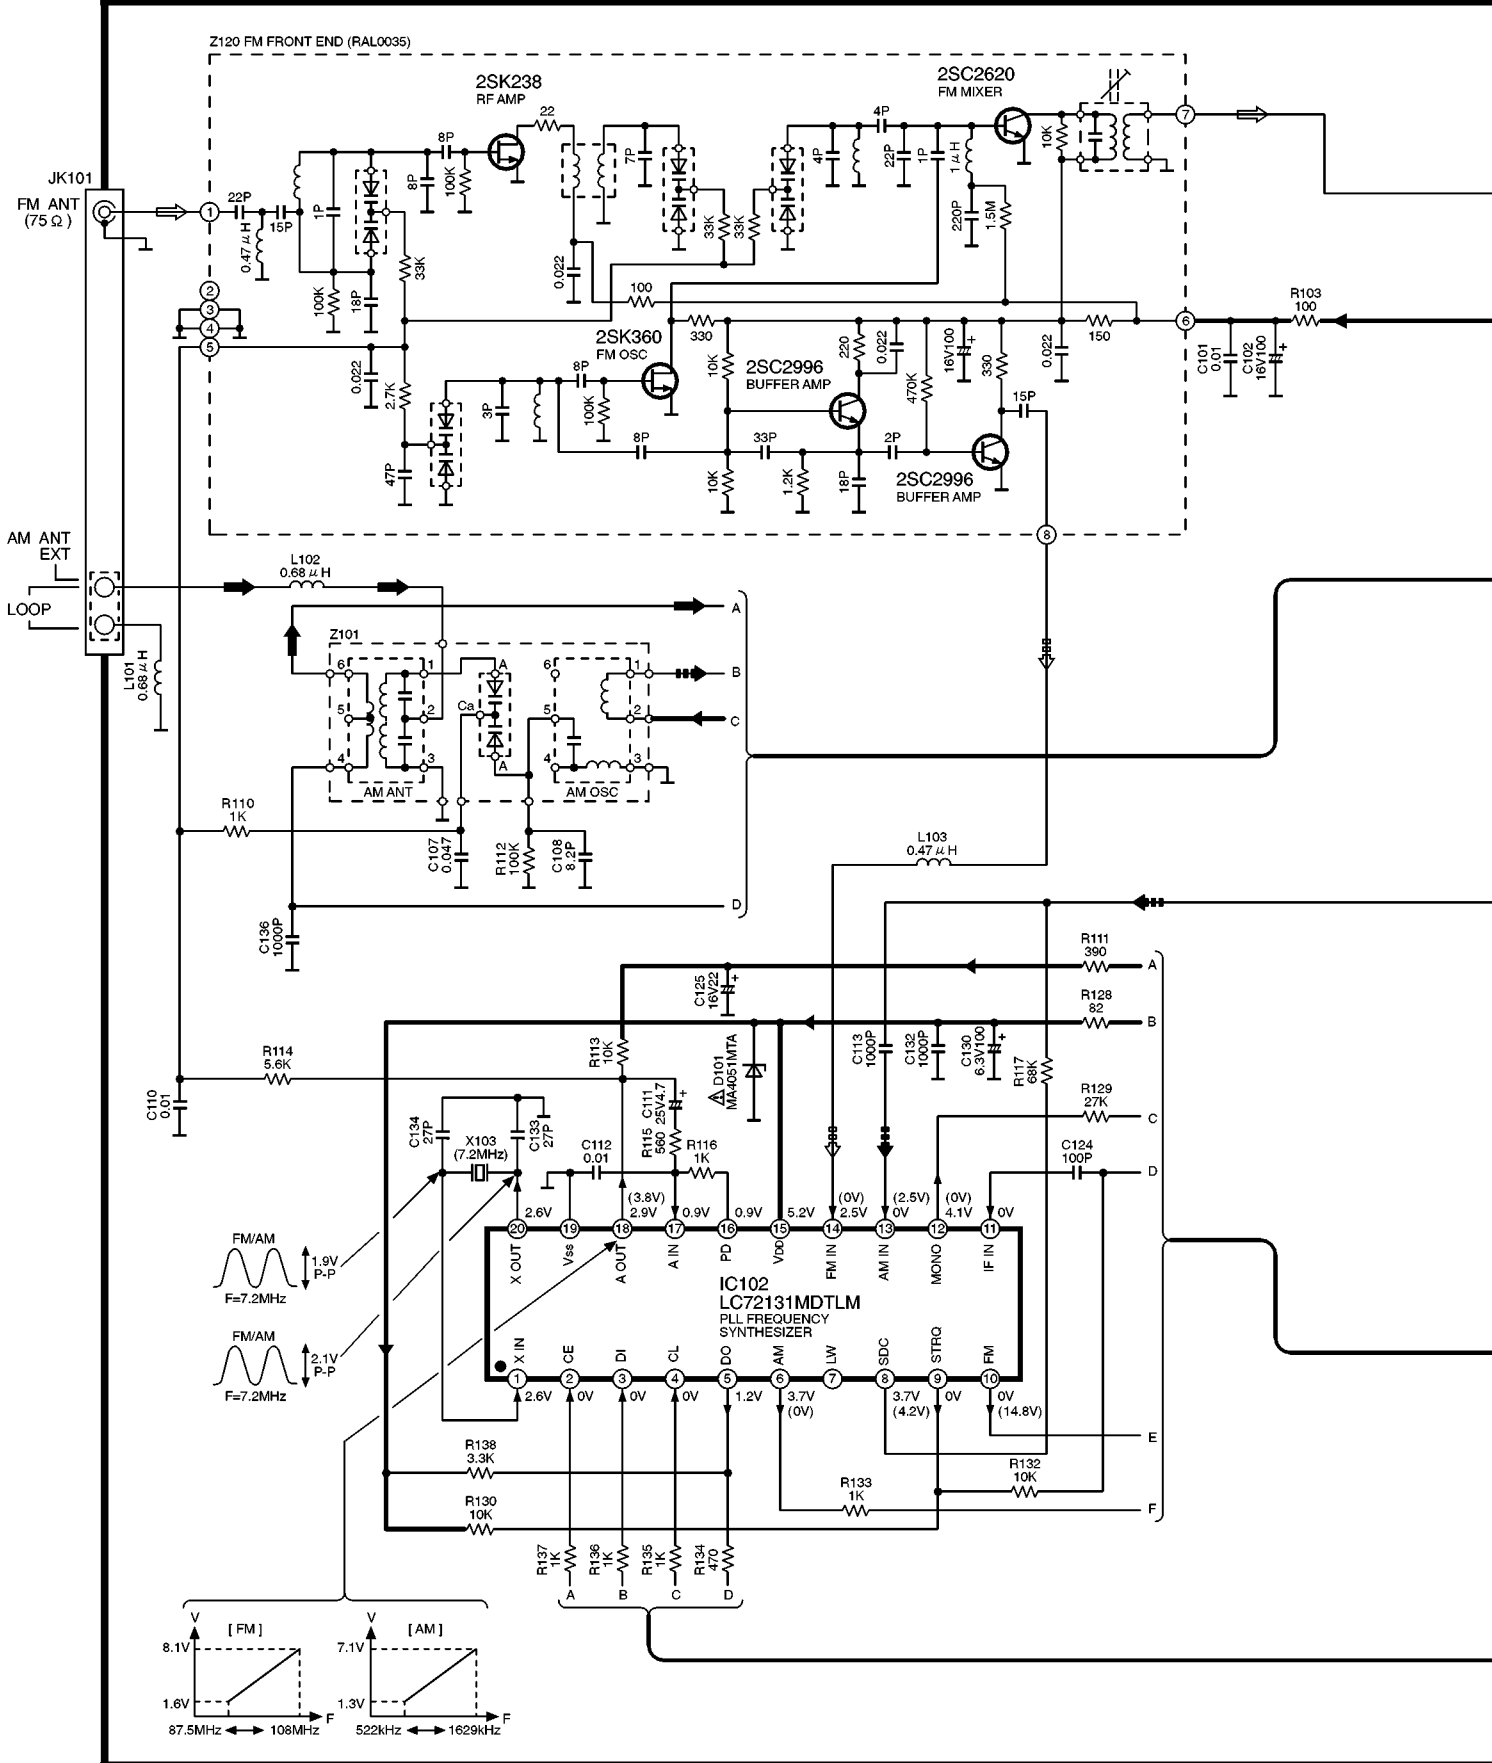 Z120 FM FRONT END (RAL0035)
2SK238
RF AMP
2SC2620
FM MIXER
JK101
FM ANT
(75 Ω)
22P
0.47 μH
15P
1P
100K
18P
33K
8P
8P
100K
22
0.022
7P
33K
33K
4P
4P
22P
1P
1 μH
220P
1.5M
10K
7
1
2
3
4
5
6
100
R103
100
C101
0.01
C102
16V100
2SK360
FM OSC
330
10K
2SC2996
BUFFER AMP
220
0.022
470K
16V100
330
0.022
150
0.022
2.7K
47P
3P
8P
100K
8P
10K
33P
1.2K
18P
2P
2SC2996
BUFFER AMP
15P
8
AM ANT
EXT
LOOP
L102
0.68 μH
L101
0.68 μH
Z101
A
B
C
D
6
5
4
1
2
3
AM ANT
A
Ca
A
6
5
4
1
2
3
AM OSC
R110
1K
C107
0.047
R112
100K
C108
8.2P
C136
1000P
L103
0.47 μH
R111
390
A
C125
16V22
R128
82
B
R113
10K
D101
MA4051MTA
C113
1000P
C132
1000P
C130
6.3V100
R117
68K
R114
5.6K
C110
0.01
C134
27P
C133
27P
X103
(7.2MHz)
C111
25V4.7
R115
560
C112
0.01
R116
1K
R129
27K
C
C124
100P
D
2.6V
(3.8V)
2.9V
0.9V
0.9V
5.2V
(0V)
2.5V
(2.5V)
0V
(0V)
4.1V
0V
20 19 18 17 16 15 14 13 12 11
X OUT
Vss
A OUT
A IN
PD
VDD
FM IN
AM IN
MONO
IF IN
IC102
LC72131MDTLM
PLL FREQUENCY
SYNTHESIZER
X IN
CE
DI
CL
DO
AM
LW
SDC
STRQ
FM
1 2 3 4 5 6 7 8 9 10
2.6V
0V
0V
0V
1.2V
3.7V
(0V)
3.7V
(4.2V)
0V
0V
(14.8V)
FM/AM
1.9V
P-P
F=7.2MHz
FM/AM
2.1V
P-P
F=7.2MHz
E
R138
3.3K
R132
10K
R133
1K
F
R130
10K
R137
1K
R136
1K
R135
1K
R134
470
A
B
C
D
V
[ FM ]
8.1V
1.6V
F
87.5MHz
108MHz
V
[ AM ]
7.1V
1.3V
F
522kHz
1629kHz